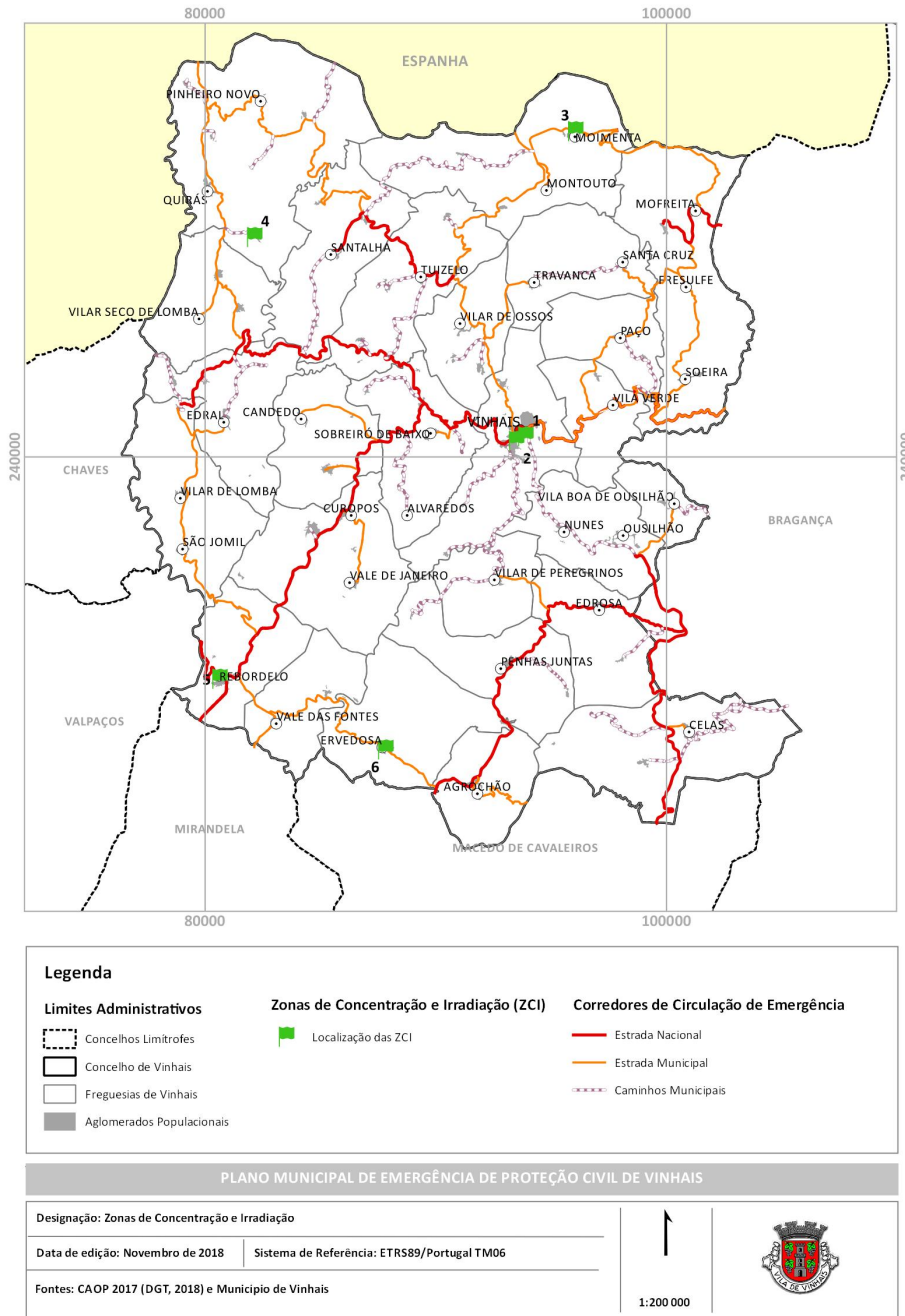 80000 100000
ESPANHA
PINHEIRO NOVO
3
MOIMENTA
MONTOUTO
QUIRÁS
MOFREITA
4
SANTALHA
SANTA CRUZ
TUIZELO
TRAVANCA
FRESULFE
VILAR SECO DE LOMBA
VILAR DE OSSOS
PAÇO
SOEIRA
VILA VERDE
EDRAL
CANDEDO
VINHAIS
1
SOBREIRÓ DE BAIXO
2
240000 240000
CHAVES
VILAR DE LOMBA
VILA BOA DE OUSILHÃO
CUROPOS
ALVAREDOS
BRAGANÇA
NUNES
OUSILHÃO
SÃO JOMIL
VALE DE JANEIRO
VILAR DE PEREGRINOS
EDROSA
PENHAS JUNTAS
5
REBORDELO
VALPAÇOS
VALE DAS FONTES
CELAS
ERVEDOSA
6
AGROCHÃO
MIRANDELA
MACEDO DE CAVALEIROS
80000 100000
Legenda
Limites Administrativos
Concelhos Limítrofes
Concelho de Vinhais
Freguesias de Vinhais
Aglomerados Populacionais
Zonas de Concentração e Irradiação (ZCI)
Localização das ZCI
Corredores de Circulação de Emergência
Estrada Nacional
Estrada Municipal
Caminhos Municipais
PLANO MUNICIPAL DE EMERGÊNCIA DE PROTEÇÃO CIVIL DE VINHAIS
Designação: Zonas de Concentração e Irradiação
Data de edição: Novembro de 2018 Sistema de Referência: ETRS89/Portugal TM06
Fontes: CAOP 2017 (DGT, 2018) e Municipio de Vinhais
1:200 000
VILA DE VINHAIS